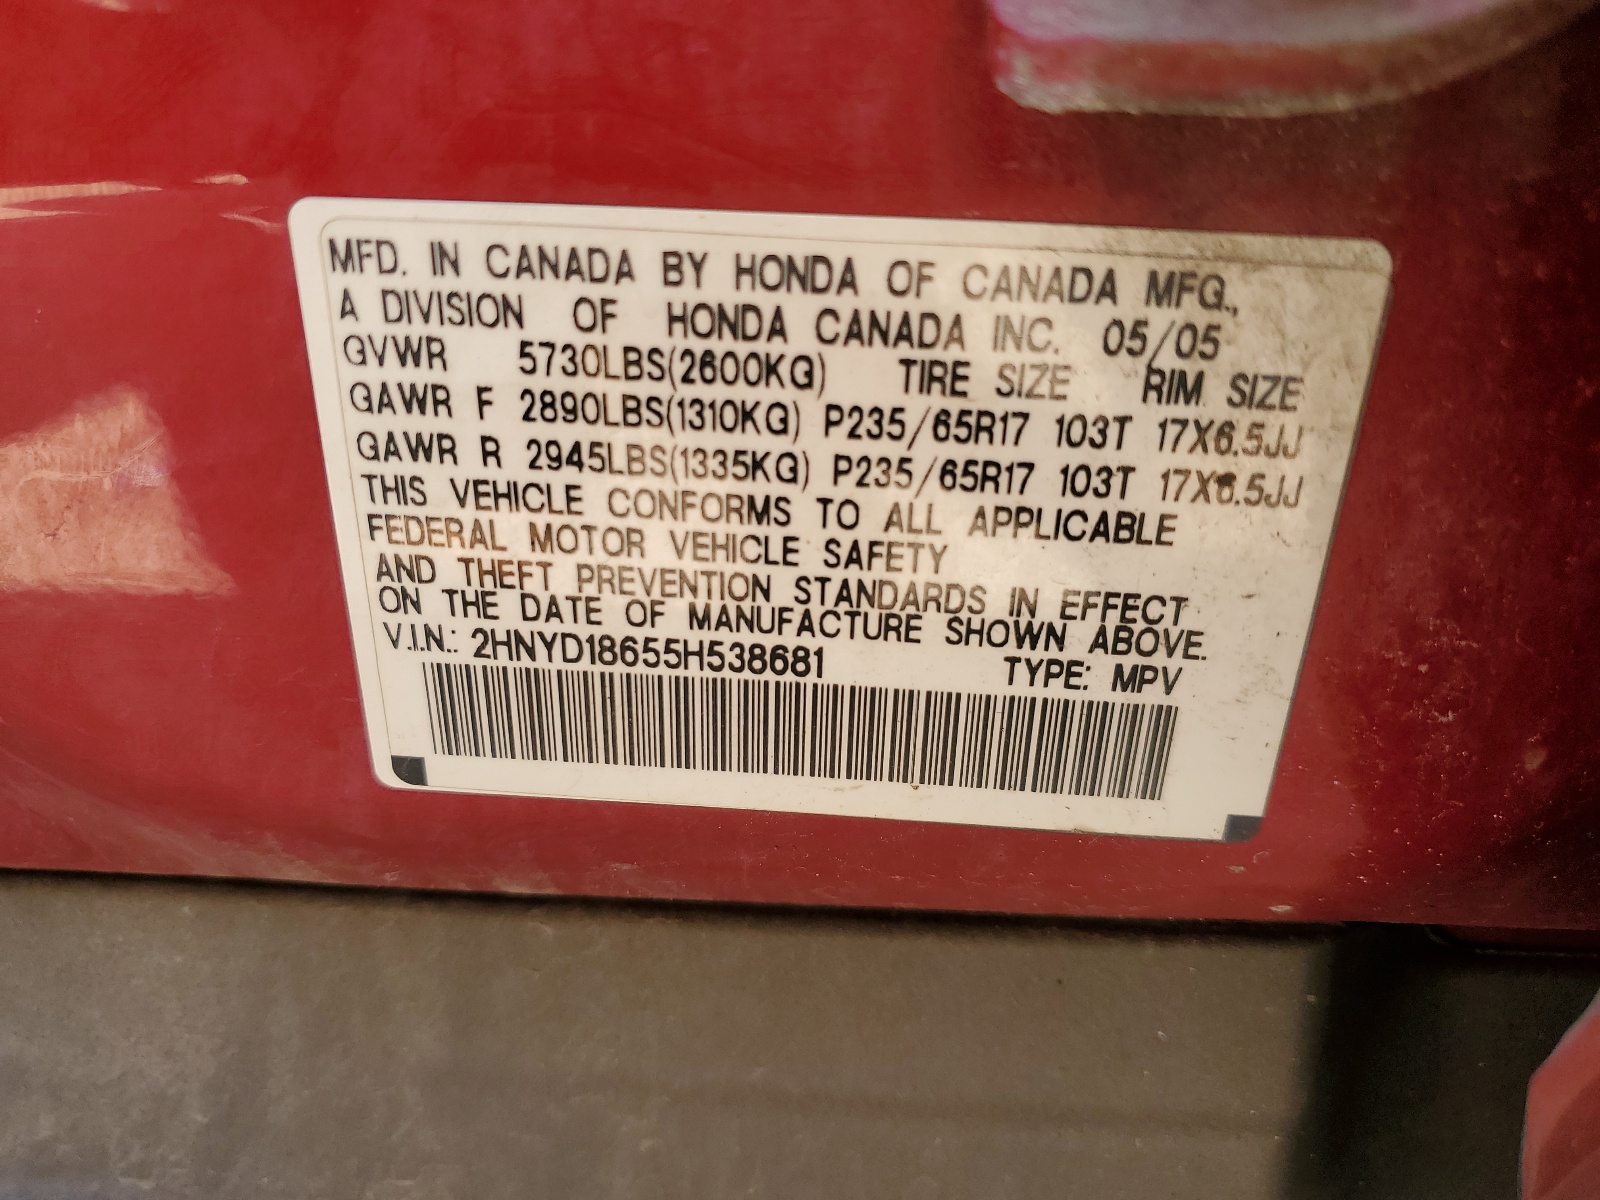 MFD. IN CANADA BY HONDA OF CANADA MFG.,
A DIVISION OF HONDA CANADA INC. 05/05
GVWR 5730LBS(2600KG) TIRE SIZE RIM SIZE
GAWR F 2890LBS(1310KG) P235/65R17 103T 17X6.5JJ
GAWR R 2945LBS(1335KG) P235/65R17 103T 17X6.5JJ
THIS VEHICLE CONFORMS TO ALL APPLICABLE
FEDERAL MOTOR VEHICLE SAFETY
AND THEFT PREVENTION STANDARDS IN EFFECT
ON THE DATE OF MANUFACTURE SHOWN ABOVE.
V.I.N.: 2HNYD18655H538681 TYPE: MPV